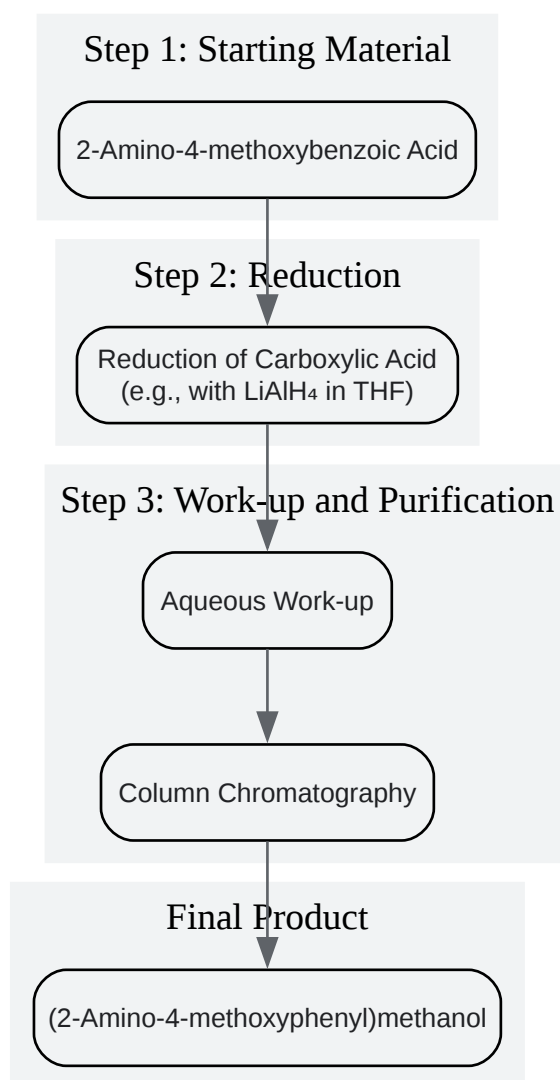 Step 1: Starting Material
2-Amino-4-methoxybenzoic Acid
Step 2: Reduction
Reduction of Carboxylic Acid
(e.g., with LiAlH₄ in THF)
Step 3: Work-up and Purification
Aqueous Work-up
Column Chromatography
Final Product
(2-Amino-4-methoxyphenyl)methanol